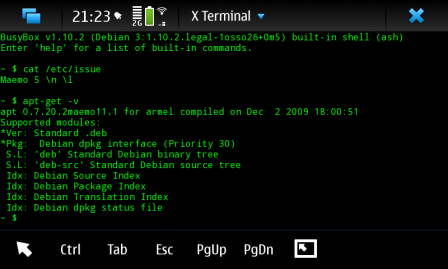 21:23
2G
X Terminal
BusyBox v1.10.2 (Debian 3:1.10.2.legal-1osso26+0m5) built-in shell (ash)
Enter 'help' for a list of built-in commands.
~ $ cat /etc/issue
Maemo 5 \n \l
~ $ apt-get -v
apt 0.7.20.2maemo11.1 for armel compiled on Dec  2 2009 18:00:51
Supported modules:
*Ver: Standard .deb
*Pkg:  Debian dpkg interface (Priority 30)
 S.L: 'deb' Standard Debian binary tree
 S.L: 'deb-src' Standard Debian source tree
 Idx: Debian Source Index
 Idx: Debian Package Index
 Idx: Debian Translation Index
 Idx: Debian dpkg status file
~ $
Ctrl Tab Esc PgUp PgDn